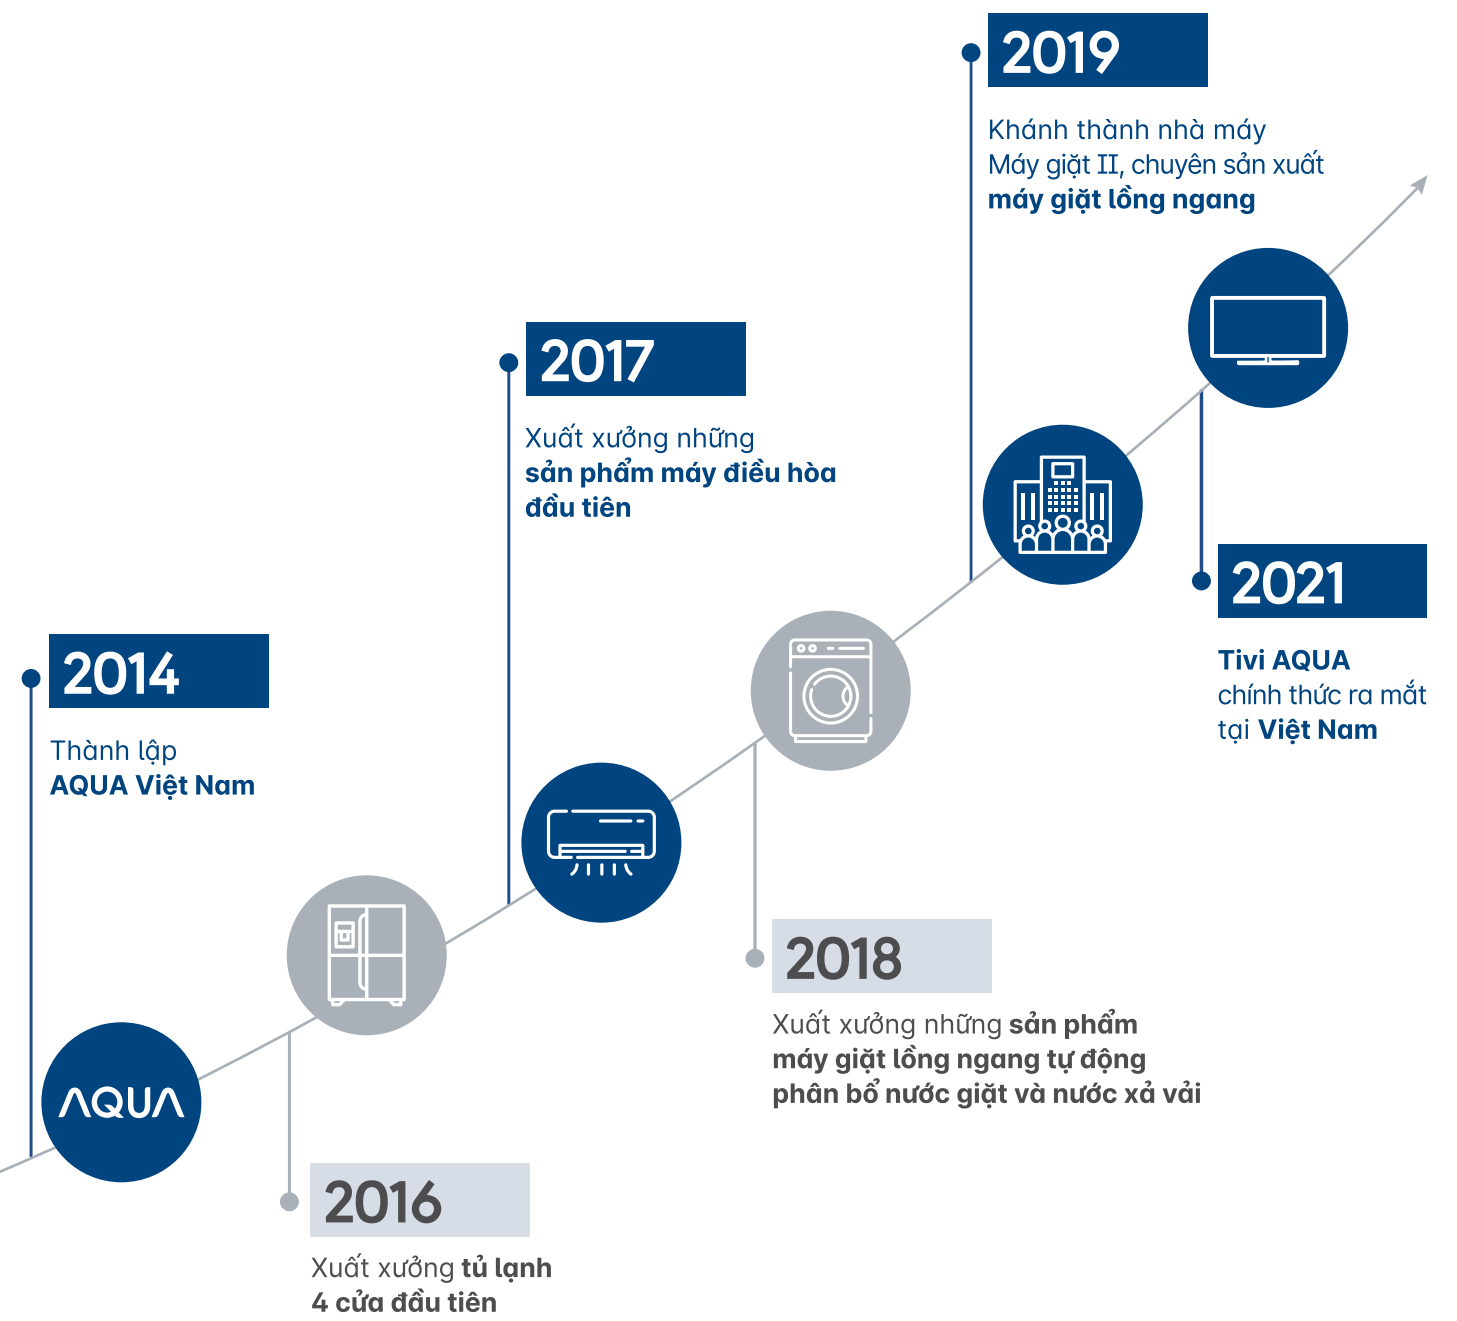 2019
Khánh thành nhà máy
Máy giặt II, chuyên sản xuất
máy giặt lồng ngang
2017
Xuất xưởng những
sản phẩm máy điều hòa
đầu tiên
2021
Tivi AQUA
chính thức ra mắt
tại Việt Nam
2014
Thành lập
AQUA Việt Nam
2018
Xuất xưởng những sản phẩm
máy giặt lồng ngang tự động
phân bổ nước giặt và nước xả vải
AQUA
2016
Xuất xưởng tủ lạnh
4 cửa đầu tiên